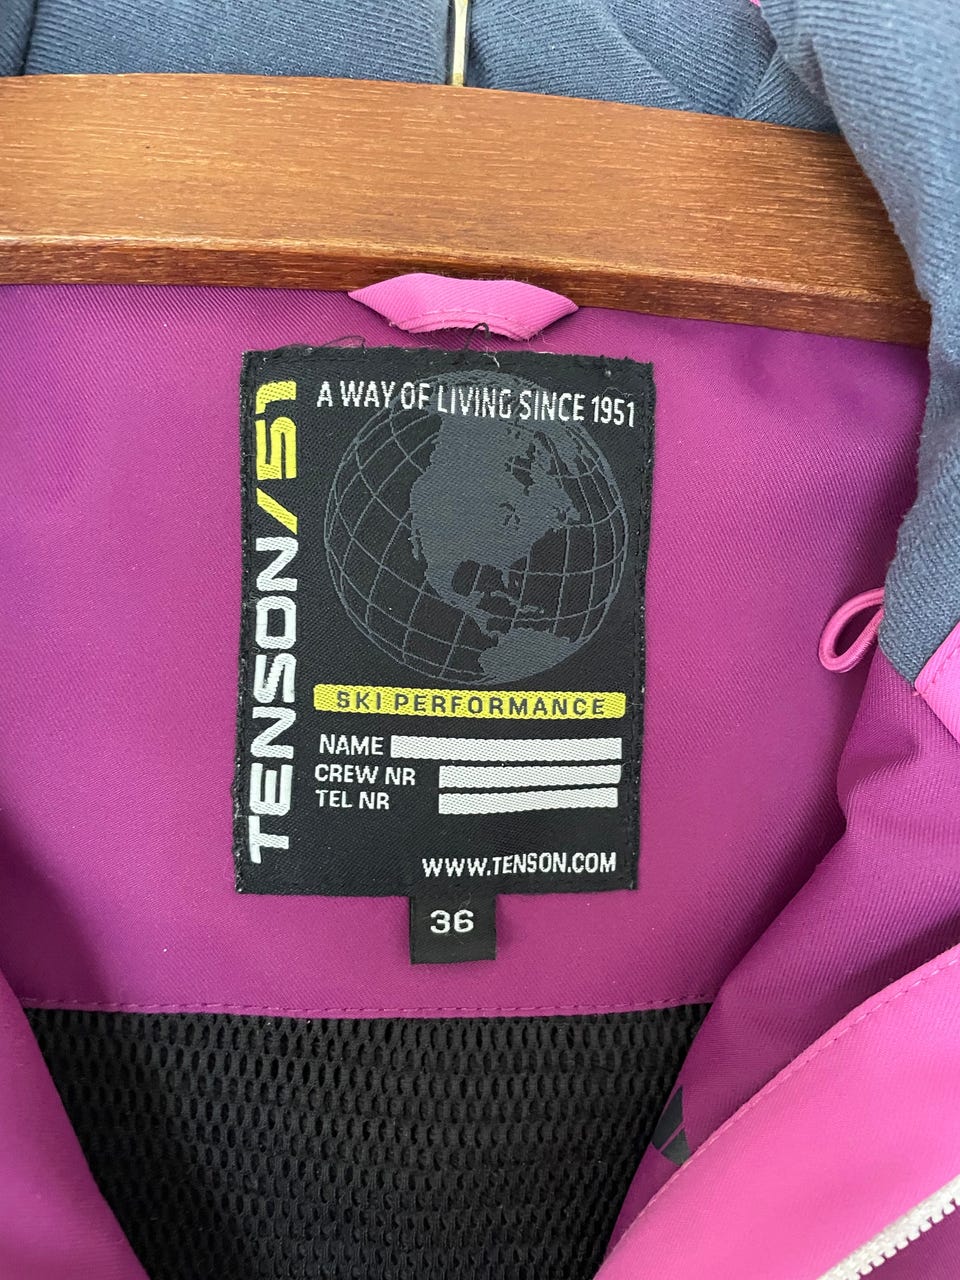 TENSON/51
A WAY OF LIVING SINCE 1951
SKI PERFORMANCE
NAME
CREW NR
TEL NR
WWW.TENSON.COM
36